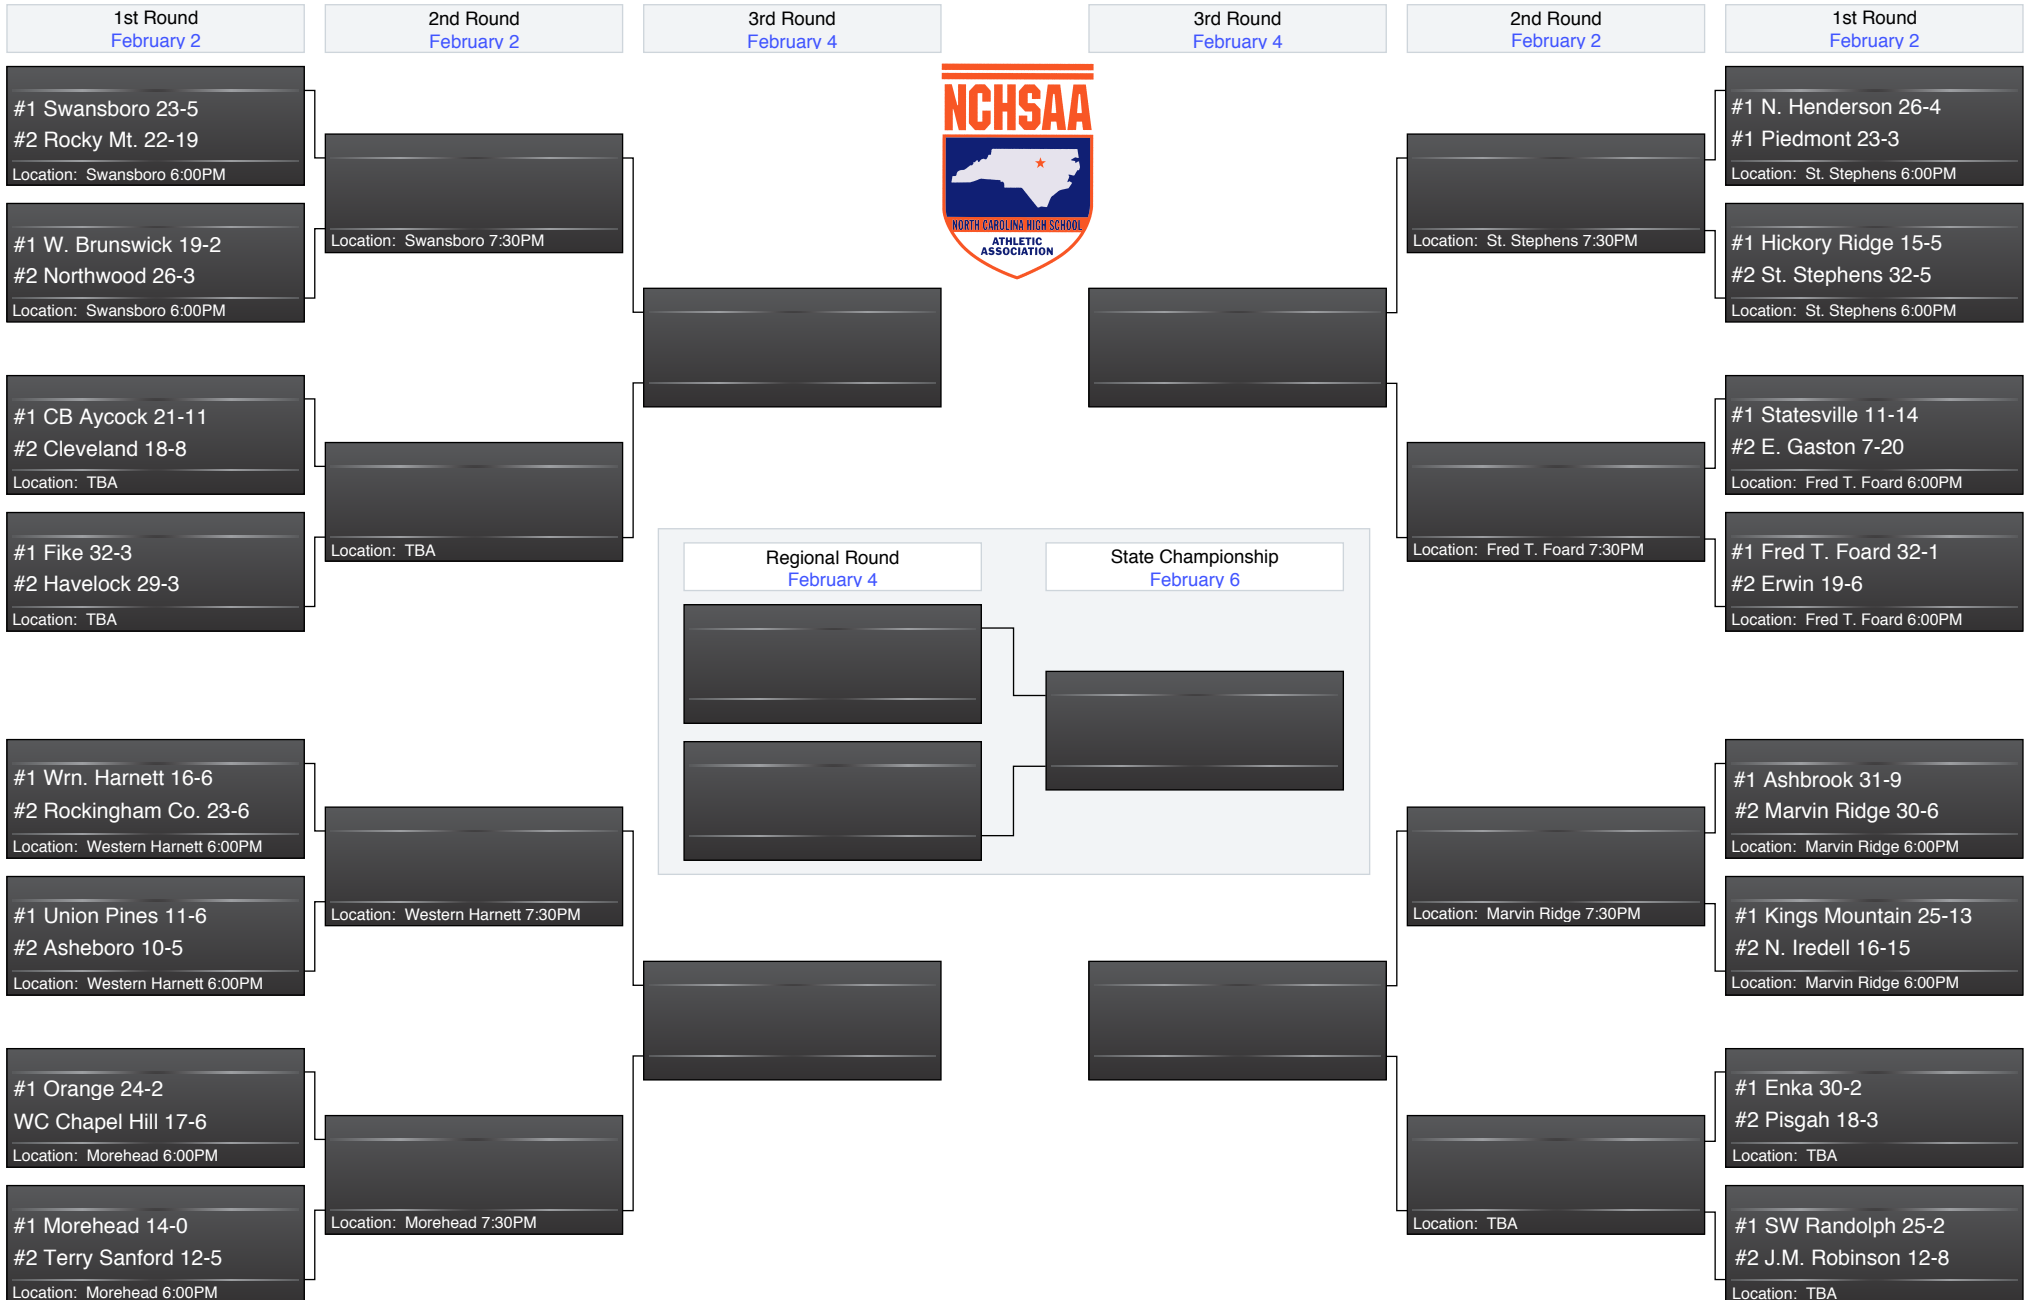 1st Round
February 2
2nd Round
February 2
3rd Round
February 4
3rd Round
February 4
2nd Round
February 2
1st Round
February 2
#1 Swansboro 23-5
#2 Rocky Mt. 22-19
Location: Swansboro 6:00PM
#1 W. Brunswick 19-2
#2 Northwood 26-3
Location: Swansboro 6:00PM
Location: Swansboro 7:30PM
#1 CB Aycock 21-11
#2 Cleveland 18-8
Location: TBA
#1 Fike 32-3
#2 Havelock 29-3
Location: TBA
Location: TBA
#1 Wrn. Harnett 16-6
#2 Rockingham Co. 23-6
Location: Western Harnett 6:00PM
#1 Union Pines 11-6
#2 Asheboro 10-5
Location: Western Harnett 6:00PM
Location: Western Harnett 7:30PM
#1 Orange 24-2
WC Chapel Hill 17-6
Location: Morehead 6:00PM
#1 Morehead 14-0
#2 Terry Sanford 12-5
Location: Morehead 6:00PM
Location: Morehead 7:30PM
NCHSAA
NORTH CAROLINA HIGH SCHOOL
ATHLETIC
ASSOCIATION
Regional Round
February 4
State Championship
February 6
#1 N. Henderson 26-4
#1 Piedmont 23-3
Location: St. Stephens 6:00PM
#1 Hickory Ridge 15-5
#2 St. Stephens 32-5
Location: St. Stephens 6:00PM
Location: St. Stephens 7:30PM
#1 Statesville 11-14
#2 E. Gaston 7-20
Location: Fred T. Foard 6:00PM
#1 Fred T. Foard 32-1
#2 Erwin 19-6
Location: Fred T. Foard 6:00PM
Location: Fred T. Foard 7:30PM
#1 Ashbrook 31-9
#2 Marvin Ridge 30-6
Location: Marvin Ridge 6:00PM
#1 Kings Mountain 25-13
#2 N. Iredell 16-15
Location: Marvin Ridge 6:00PM
Location: Marvin Ridge 7:30PM
#1 Enka 30-2
#2 Pisgah 18-3
Location: TBA
#1 SW Randolph 25-2
#2 J.M. Robinson 12-8
Location: TBA
Location: TBA